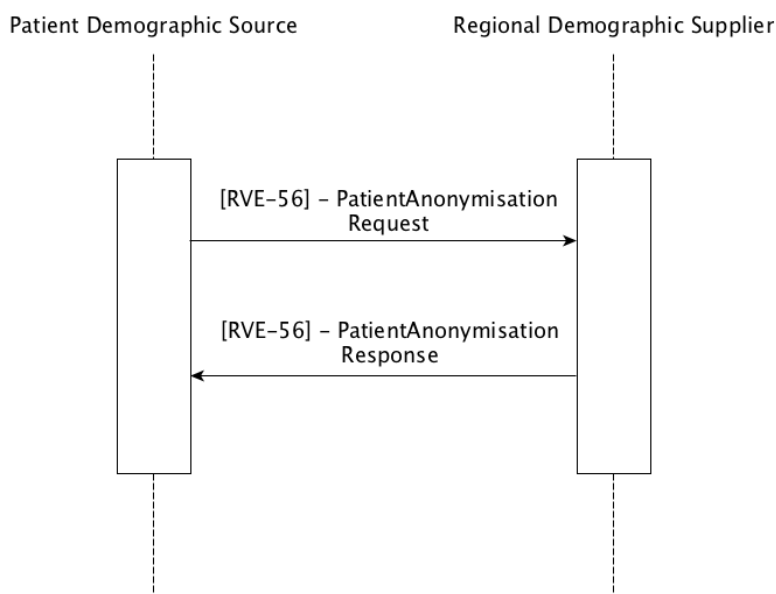 Patient Demographic Source
Regional Demographic Supplier
[RVE-56] - PatientAnonymisation
Request
[RVE-56] - PatientAnonymisation
Response